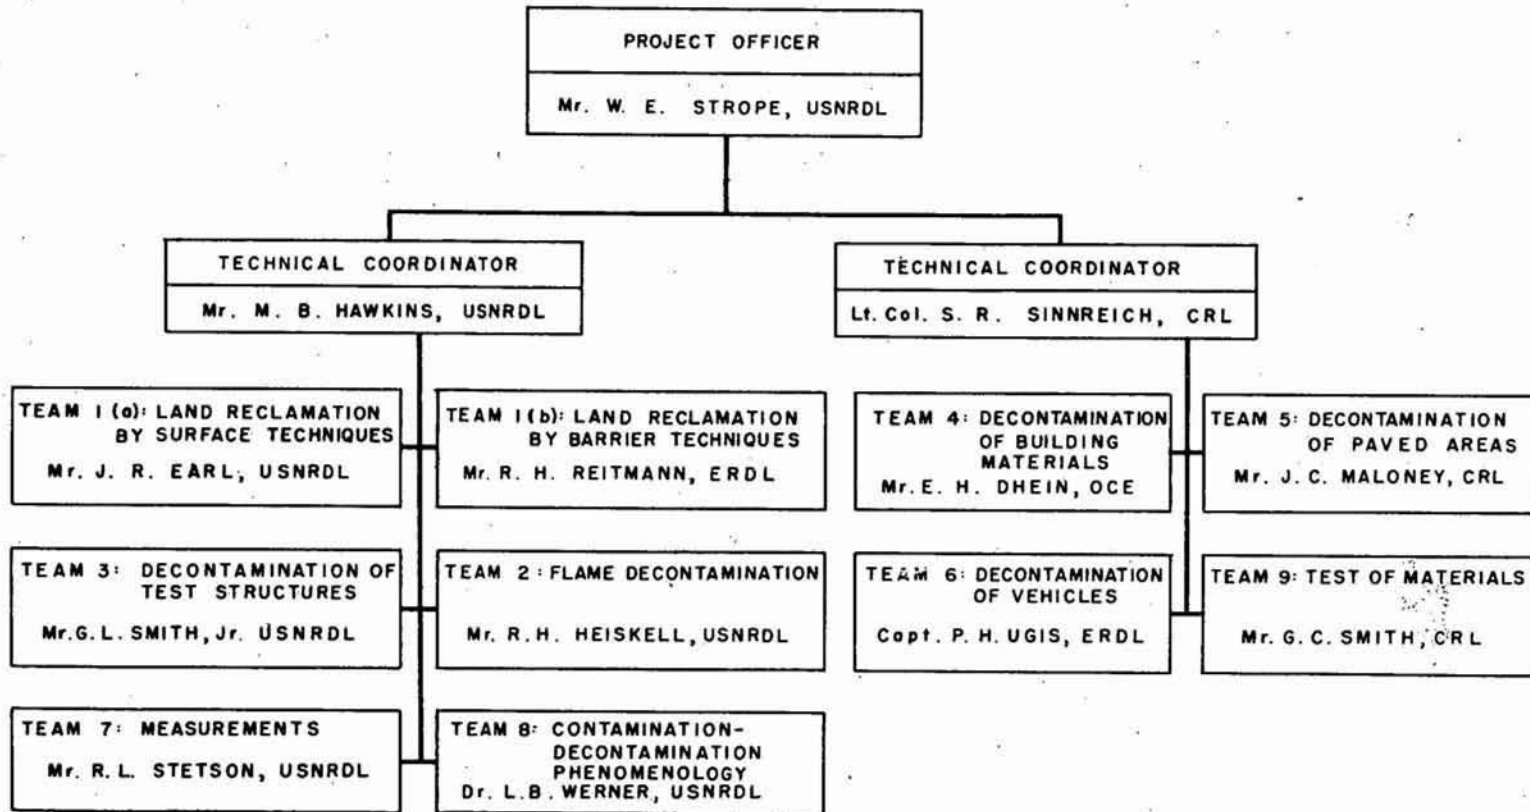 PROJECT OFFICER
Mr. W. E. STROPE, USNRDL
TECHNICAL COORDINATOR
Mr. M. B. HAWKINS, USNRDL
TECHNICAL COORDINATOR
Lt. Col. S. R. SINNREICH, CRL
TEAM 1 (a): LAND RECLAMATION
BY SURFACE TECHNIQUES
Mr. J. R. EARL, USNRDL
TEAM 1 (b): LAND RECLAMATION
BY BARRIER TECHNIQUES
Mr. R. H. REITMANN, ERDL
TEAM 4: DECONTAMINATION
OF BUILDING
MATERIALS
Mr. E. H. DHEIN, OCE
TEAM 5: DECONTAMINATION
OF PAVED AREAS
Mr. J. C. MALONEY, CRL
TEAM 3: DECONTAMINATION OF
TEST STRUCTURES
Mr. G. L. SMITH, Jr. USNRDL
TEAM 2: FLAME DECONTAMINATION
Mr. R. H. HEISKELL, USNRDL
TEAM 6: DECONTAMINATION
OF VEHICLES
Capt. P. H. UGIS, ERDL
TEAM 9: TEST OF MATERIALS
Mr. G. C. SMITH, CRL
TEAM 7: MEASUREMENTS
Mr. R. L. STETSON, USNRDL
TEAM 8: CONTAMINATION-
DECONTAMINATION
PHENOMENOLOGY
Dr. L. B. WERNER, USNRDL